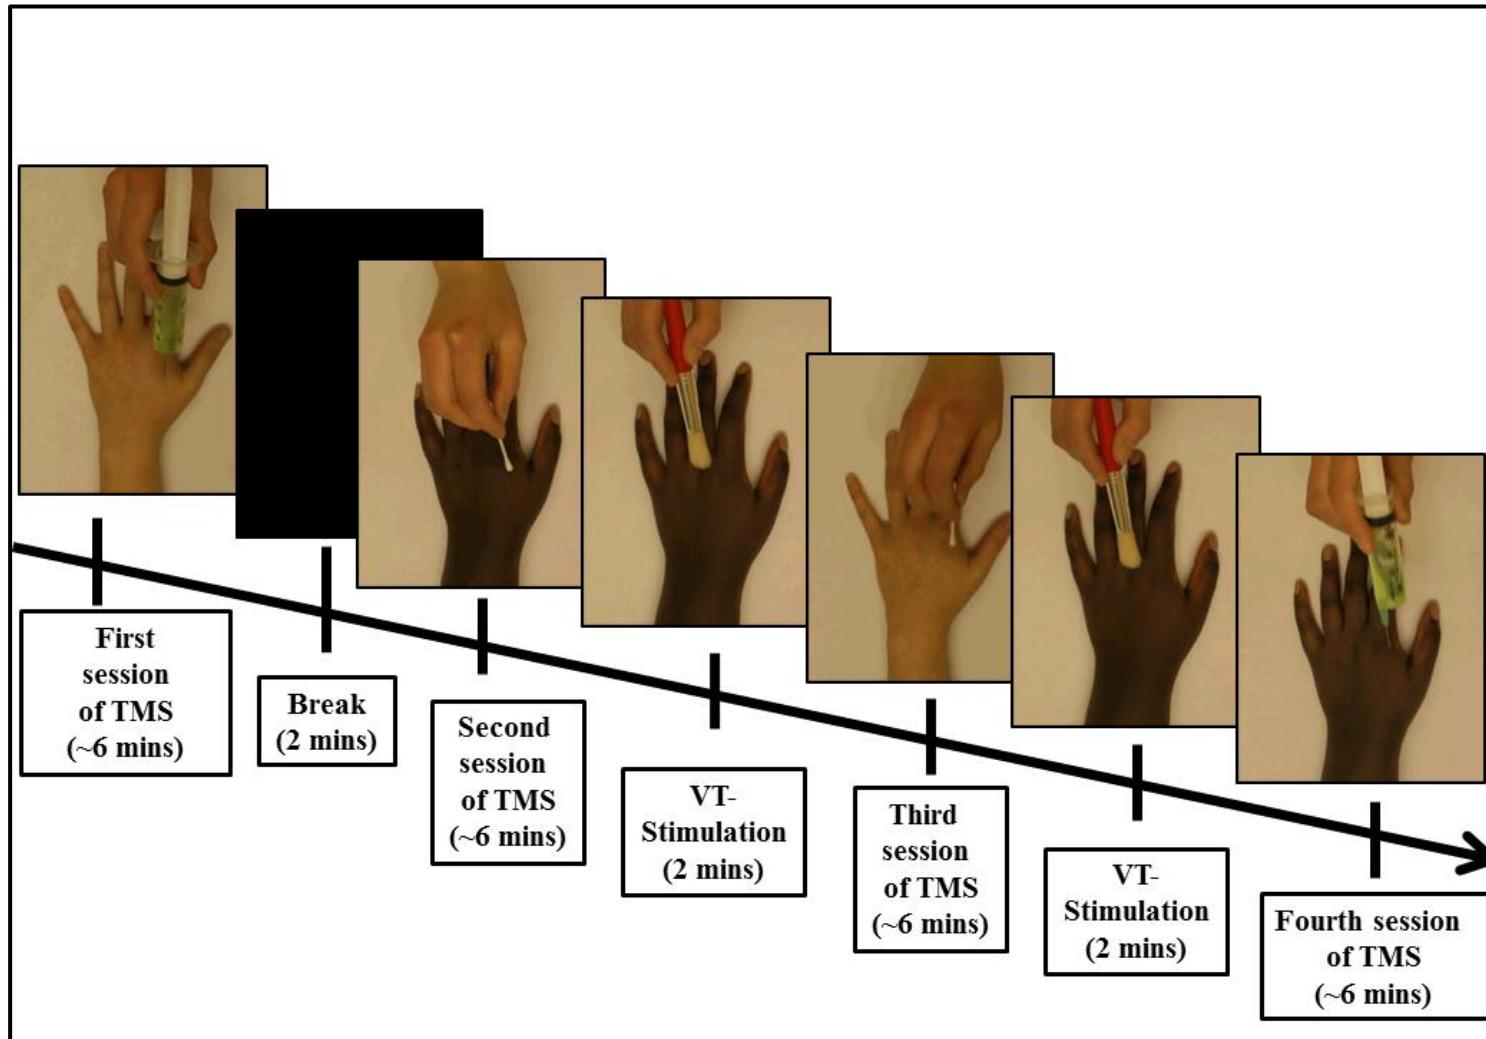 First
session
of TMS
(~6 mins)
Break
(2 mins)
Second
session
of TMS
(~6 mins)
VT-
Stimulation
(2 mins)
Third
session
of TMS
(~6 mins)
VT-
Stimulation
(2 mins)
Fourth session
of TMS
(~6 mins)